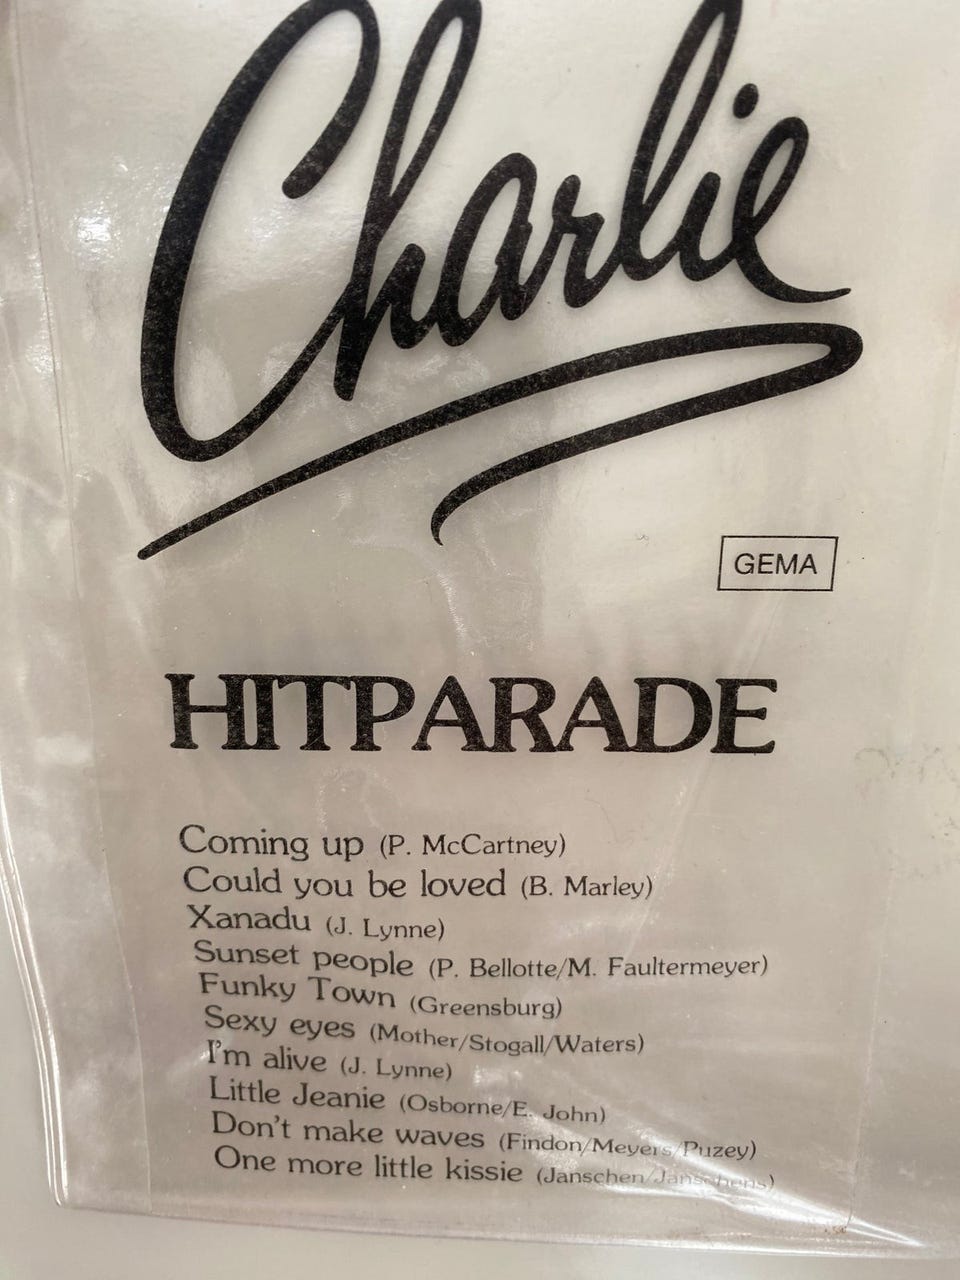 Charlie
GEMA
HITPARADE
Coming up (P. McCartney)
Could you be loved (B. Marley)
Xanadu (J. Lynne)
Sunset people (P. Bellotte/M. Faultermeyer)
Funky Town (Greensburg)
Sexy eyes (Mother/Stogall/Waters)
I'm alive (J. Lynne)
Little Jeanie (Osborne/E. John)
Don't make waves (Findon/Meyers/Puzey)
One more little kissie (Janschen/Janschens)